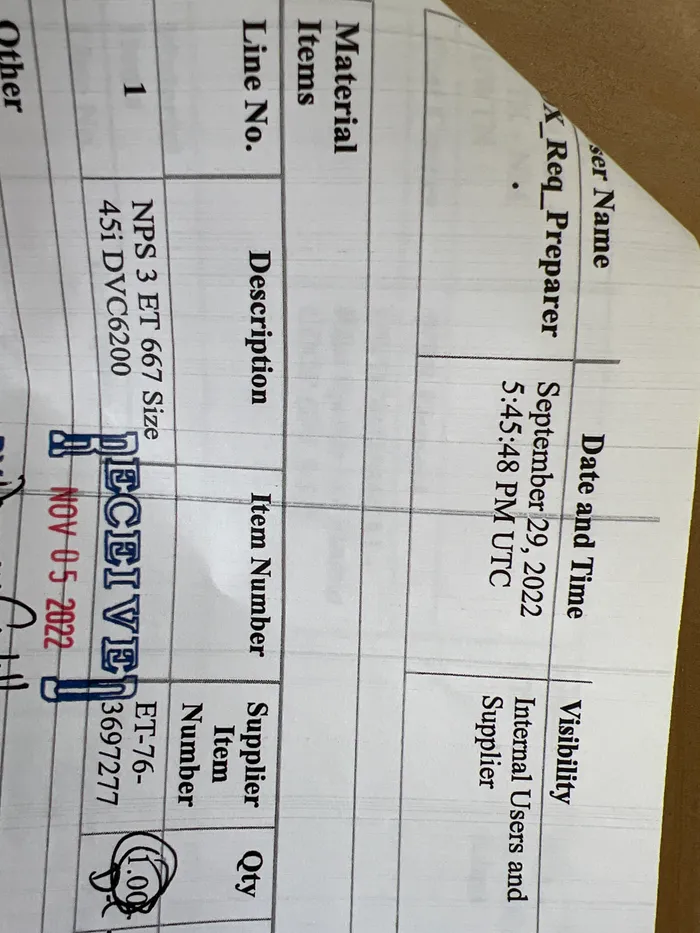 ser Name
Date and Time
Visibility
X_Req_Preparer
September 29, 2022
5:45:48 PM UTC
Internal Users and
Supplier
Material
Items
Line No.
Description
Item Number
Supplier
Item
Number
Qty
1
NPS 3 ET 667 Size
45i DVC6200
ET-76-
3697277
1.00
RECEIVED
NOV 05 2022
Other